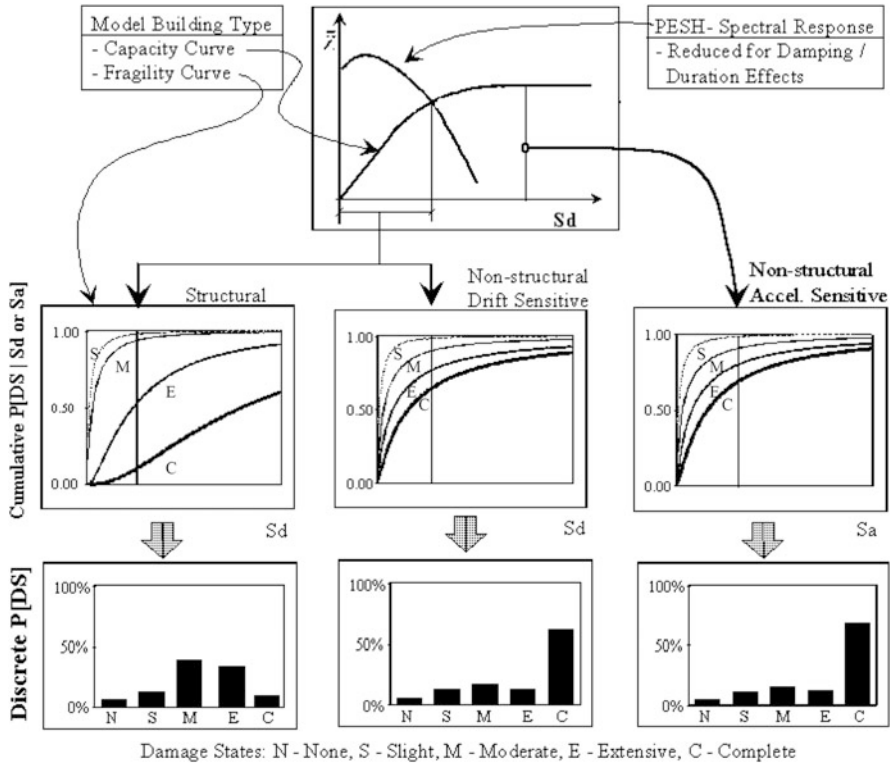 Model Building Type
- Capacity Curve
- Fragility Curve
PESH- Spectral Response
- Reduced for Damping /
Duration Effects
Sd
Structural
Non-structural
Drift Sensitive
Non-structural
Accel. Sensitive
Cumulative P[DS | Sd or Sa]
1.00
0.50
0.00
S
M
E
C
Sd
1.00
0.50
0.00
S
M
E
C
Sd
1.00
0.50
0.00
S
M
E
C
Sa
Discrete P[DS]
100%
50%
0%
N S M E C
100%
50%
0%
N S M E C
100%
50%
0%
N S M E C
Damage States: N - None, S - Slight, M - Moderate, E - Extensive, C - Complete